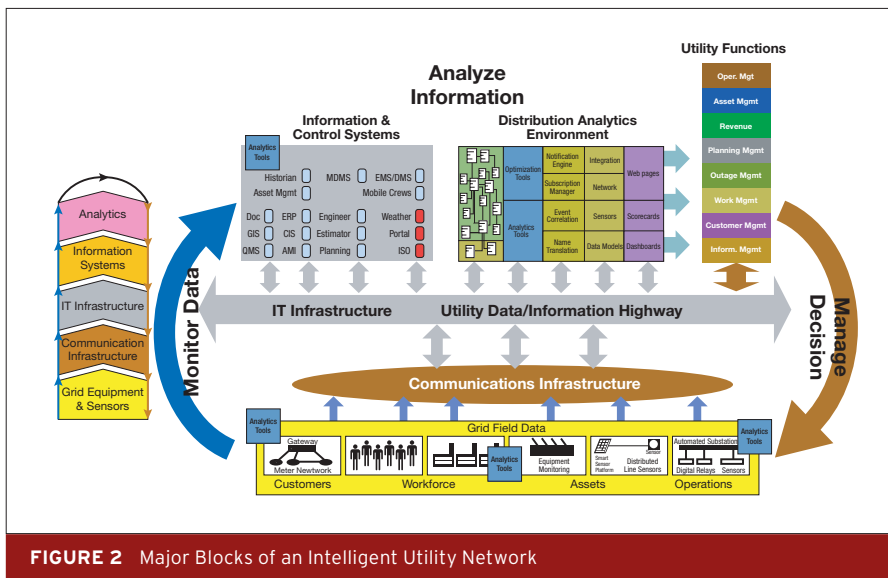 Utility Functions
Analyze
Information
Information &
Control Systems
Distribution Analytics
Environment
Analytics
Tools
Historian
MDMS
EMS/DMS
Asset Mgmt
Mobile Crews
Doc
ERP
Engineer
Weather
GIS
CIS
Estimator
Portal
QMS
AMI
Planning
ISO
Optimization
Tools
Analytics
Tools
Notification
Engine
Subscription
Manager
Event
Correlation
Name
Translation
Integration
Network
Sensors
Data Models
Web pages
Scorecards
Dashboards
Oper. Mgt
Asset Mgmt
Revenue
Planning Mgmt
Outage Mgmt
Work Mgmt
Customer Mgmt
Inform. Mgmt
Analytics
Information
Systems
IT Infrastructure
Communication
Infrastructure
Grid Equipment
& Sensors
Monitor Data
Manage
Decision
IT Infrastructure
Utility Data/Information Highway
Communications Infrastructure
Analytics
Tools
Grid Field Data
Analytics
Tools
Gateway
Meter Newtwork
Analytics
Tools
Equipment
Monitoring
Smart
Sensor
Platform
Sensor
Distributed
Line Sensors
Automated Substation
Digital Relays
Sensors
Customers
Workforce
Assets
Operations
FIGURE 2 Major Blocks of an Intelligent Utility Network